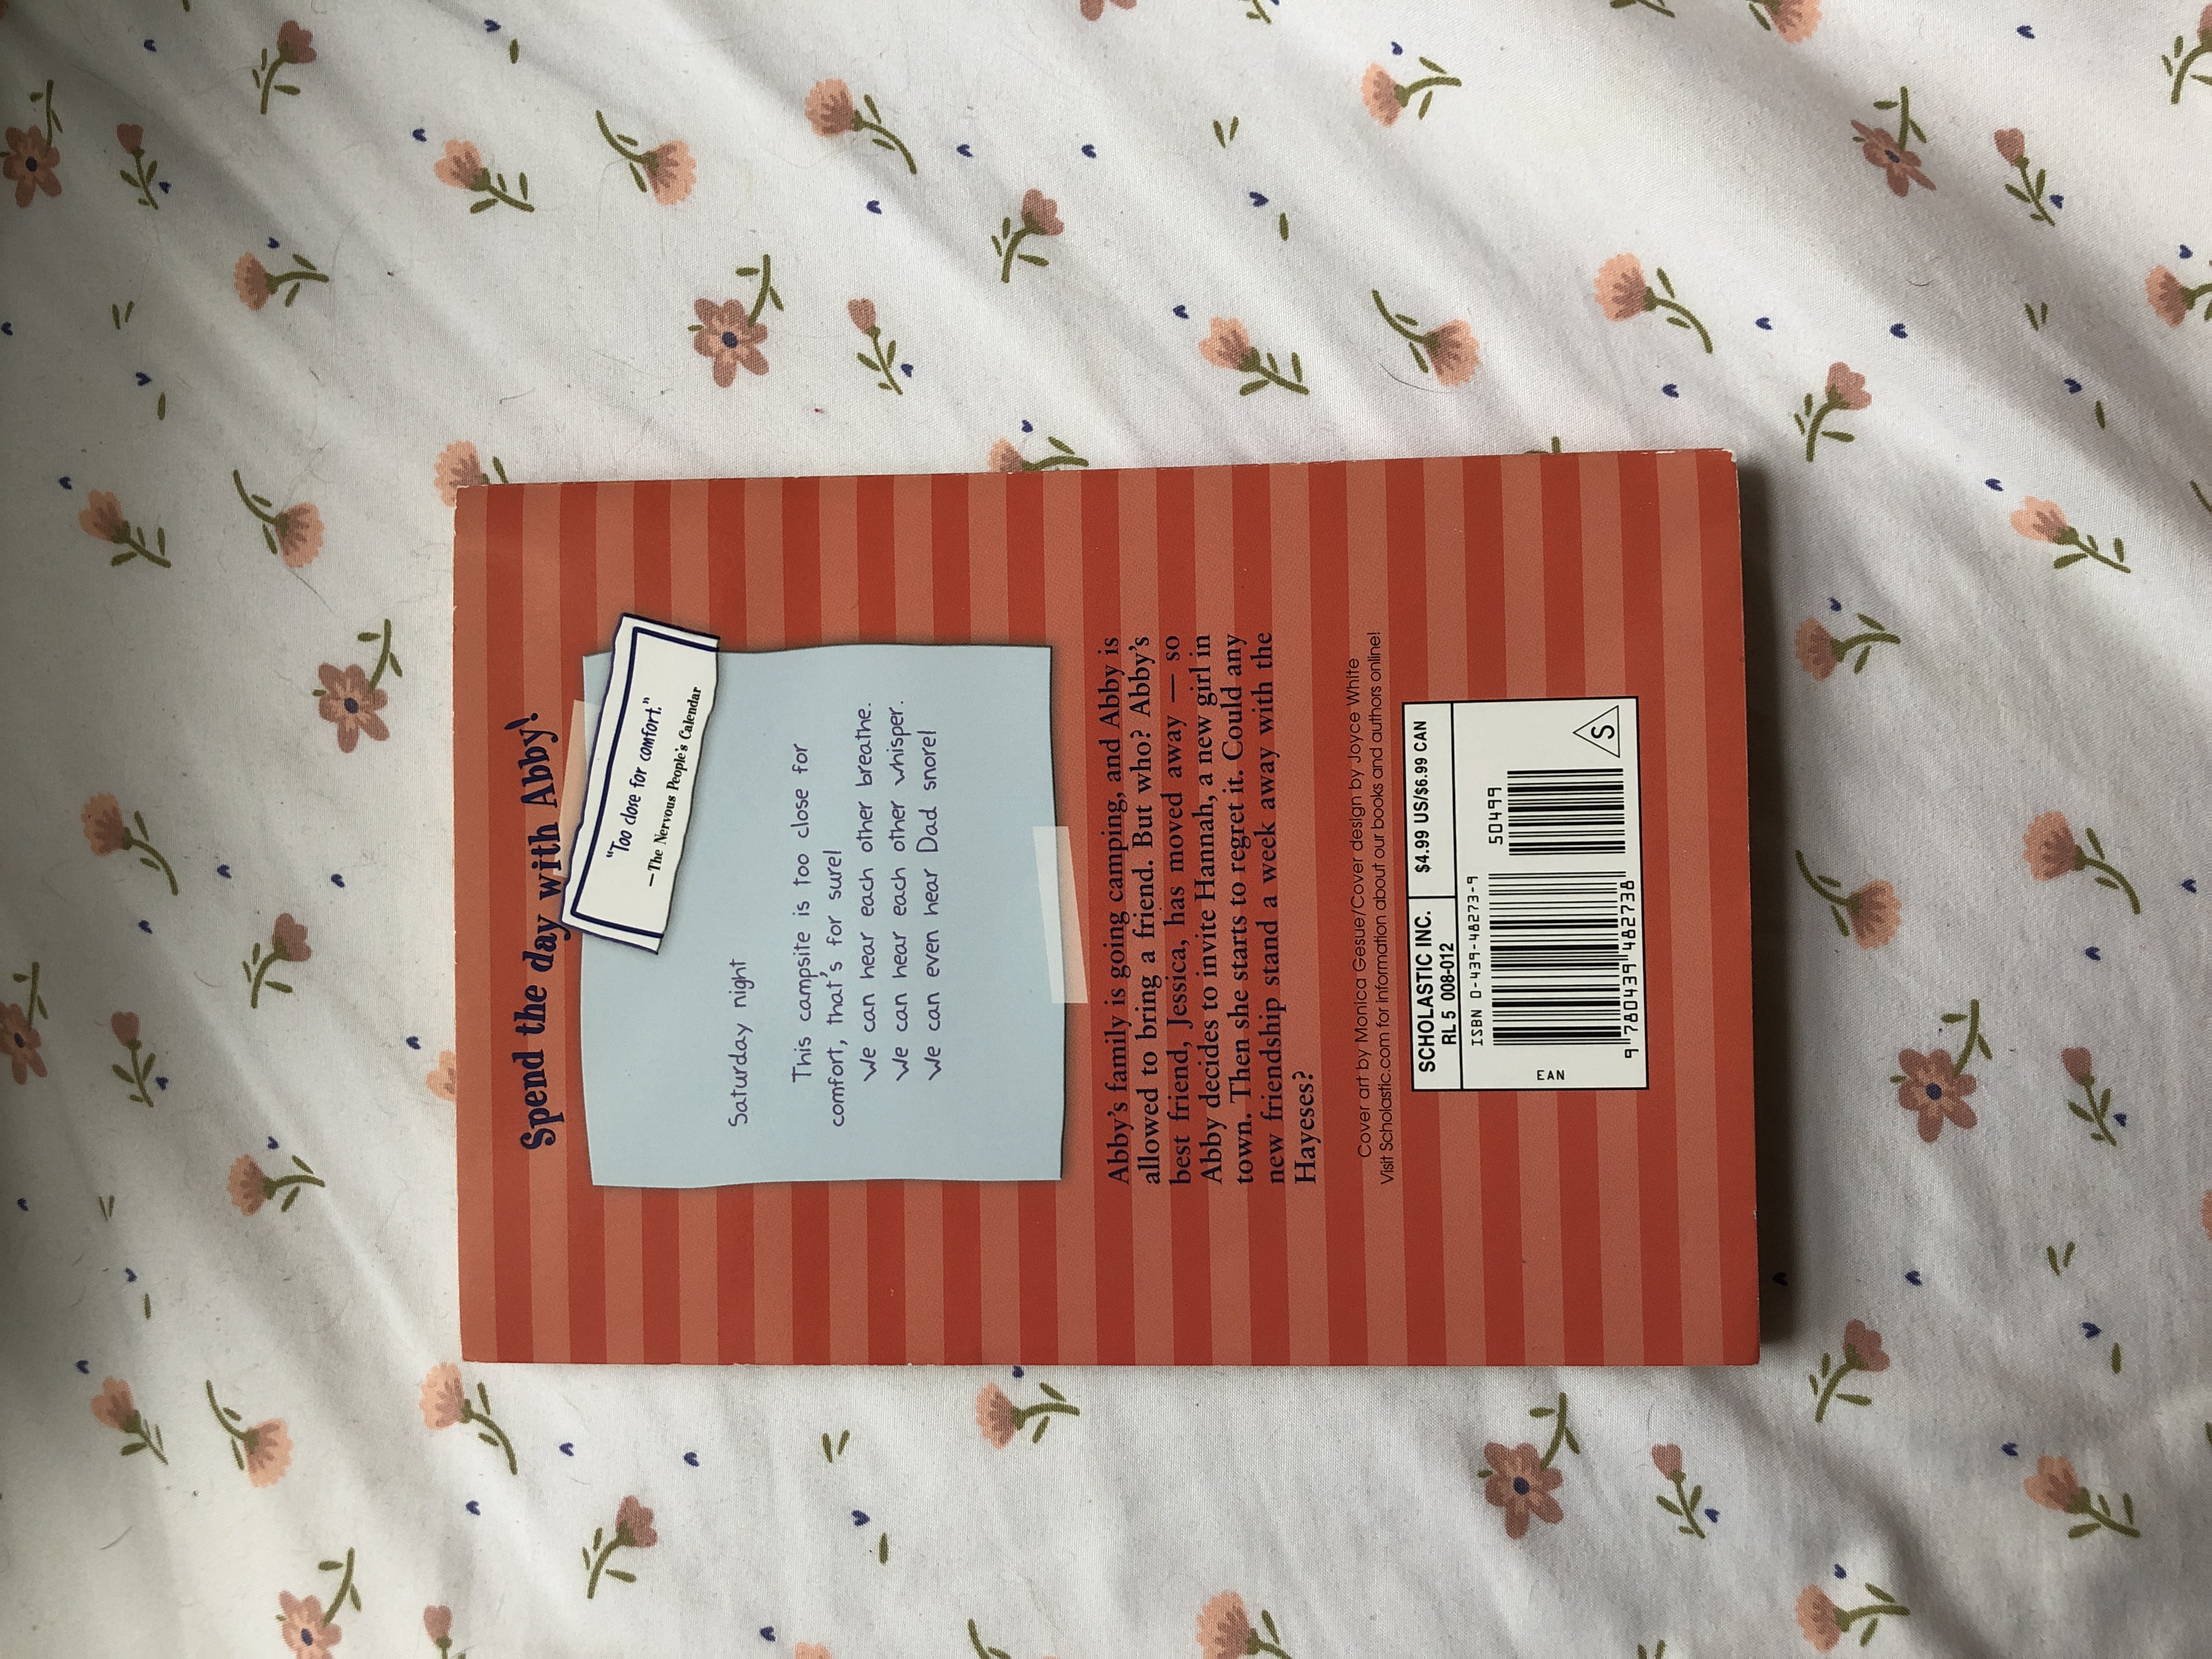 Spend the day with Abby!
"Too close for comfort."
—The Nervous People's Calendar
Saturday night
This campsite is too close for
comfort, that's for sure!
We can hear each other breathe.
We can hear each other whisper.
We can even hear Dad snore!
Abby's family is going camping, and Abby is
allowed to bring a friend. But who? Abby's
best friend, Jessica, has moved away — so
Abby decides to invite Hannah, a new girl in
town. Then she starts to regret it. Could any
new friendship stand a week away with the
Hayeses?
Cover art by Monica Gesue/Cover design by Joyce White
Visit Scholastic.com for information about our books and authors online!
SCHOLASTIC INC.
RL 5 008-012
$4.99 US/$6.99 CAN
ISBN 0-439-48273-9
50499
EAN
9 780439 482738
S